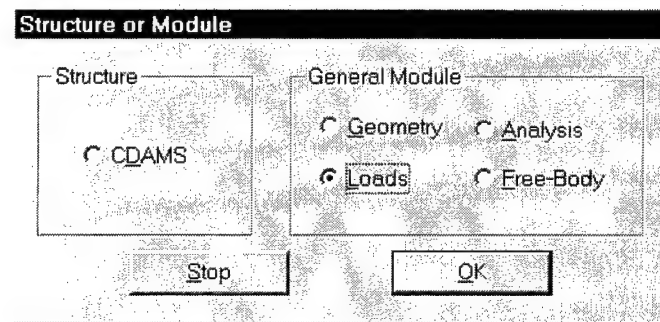 Structure or Module
Structure
General Module
Geometry
Analysis
CDAMS
Loads
Free-Body
Stop
OK